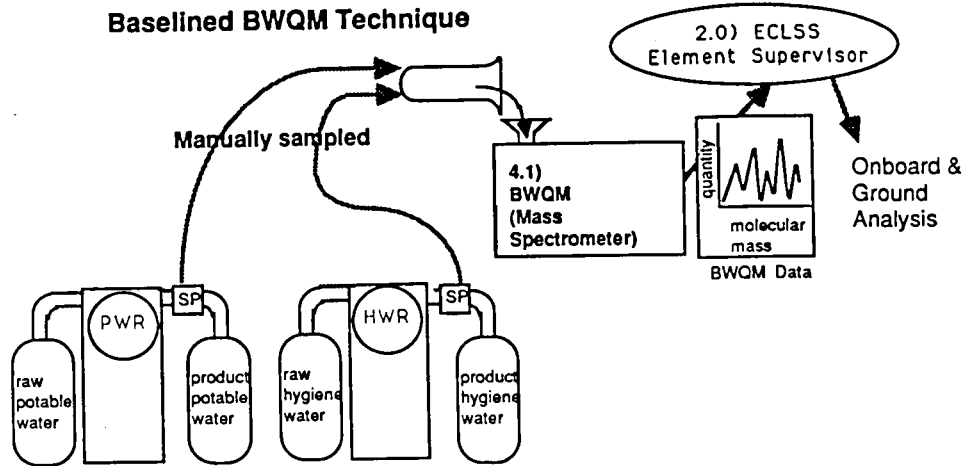 Baselined BWQM Technique
2.0) ECLSS
Element Supervisor
Manually sampled
4.1)
BWQM
(Mass
Spectrometer)
quantity
molecular
mass
BWQM Data
Onboard &
Ground
Analysis
SP
PWR
raw
potable
water
product
potable
water
SP
HWR
raw
hygiene
water
product
hygiene
water